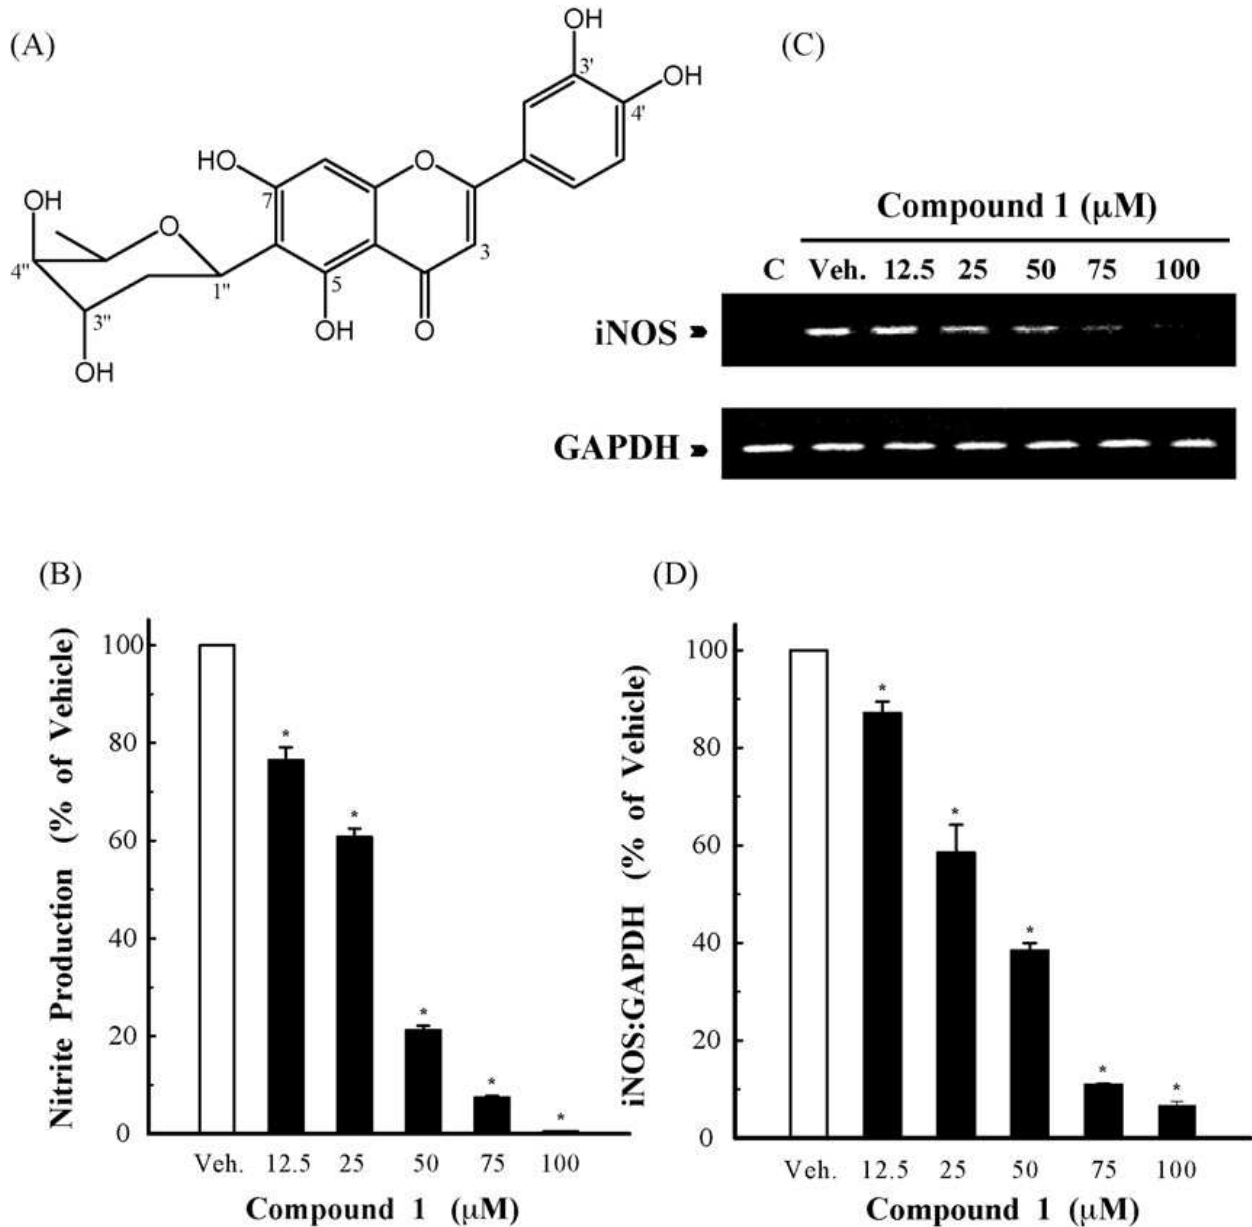 (A)
OH
3'
OH
4'
HO
7
O
OH
O
4"
1"
5
3
3"
OH
O
OH
(C)
Compound 1 (μM)
C Veh. 12.5 25 50 75 100
iNOS
GAPDH
(B)
Nitrite Production (% of Vehicle)
100
80
60
40
20
0
* * * * *
Veh. 12.5 25 50 75 100
Compound 1 (μM)
(D)
iNOS:GAPDH (% of Vehicle)
100
80
60
40
20
0
* * * * *
Veh. 12.5 25 50 75 100
Compound 1 (μM)